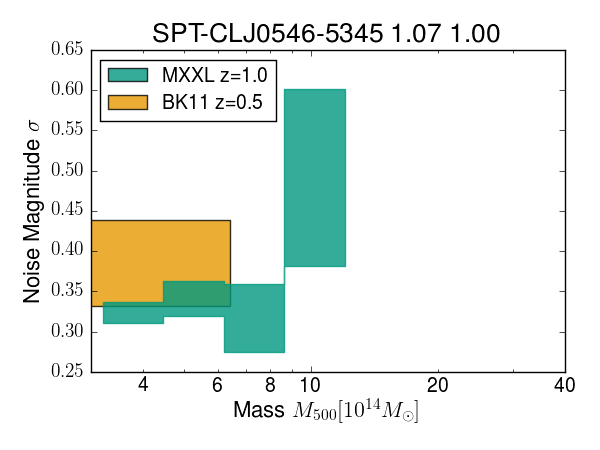 SPT-CLJ0546-5345 1.07 1.00
0.65
MXXL z=1.0
BK11 z=0.5
0.60
0.55
0.50
0.45
0.40
0.35
0.30
0.25
Noise Magnitude σ
4 6 8 10 20 40
Mass M₅₀₀[10¹⁴M☉]